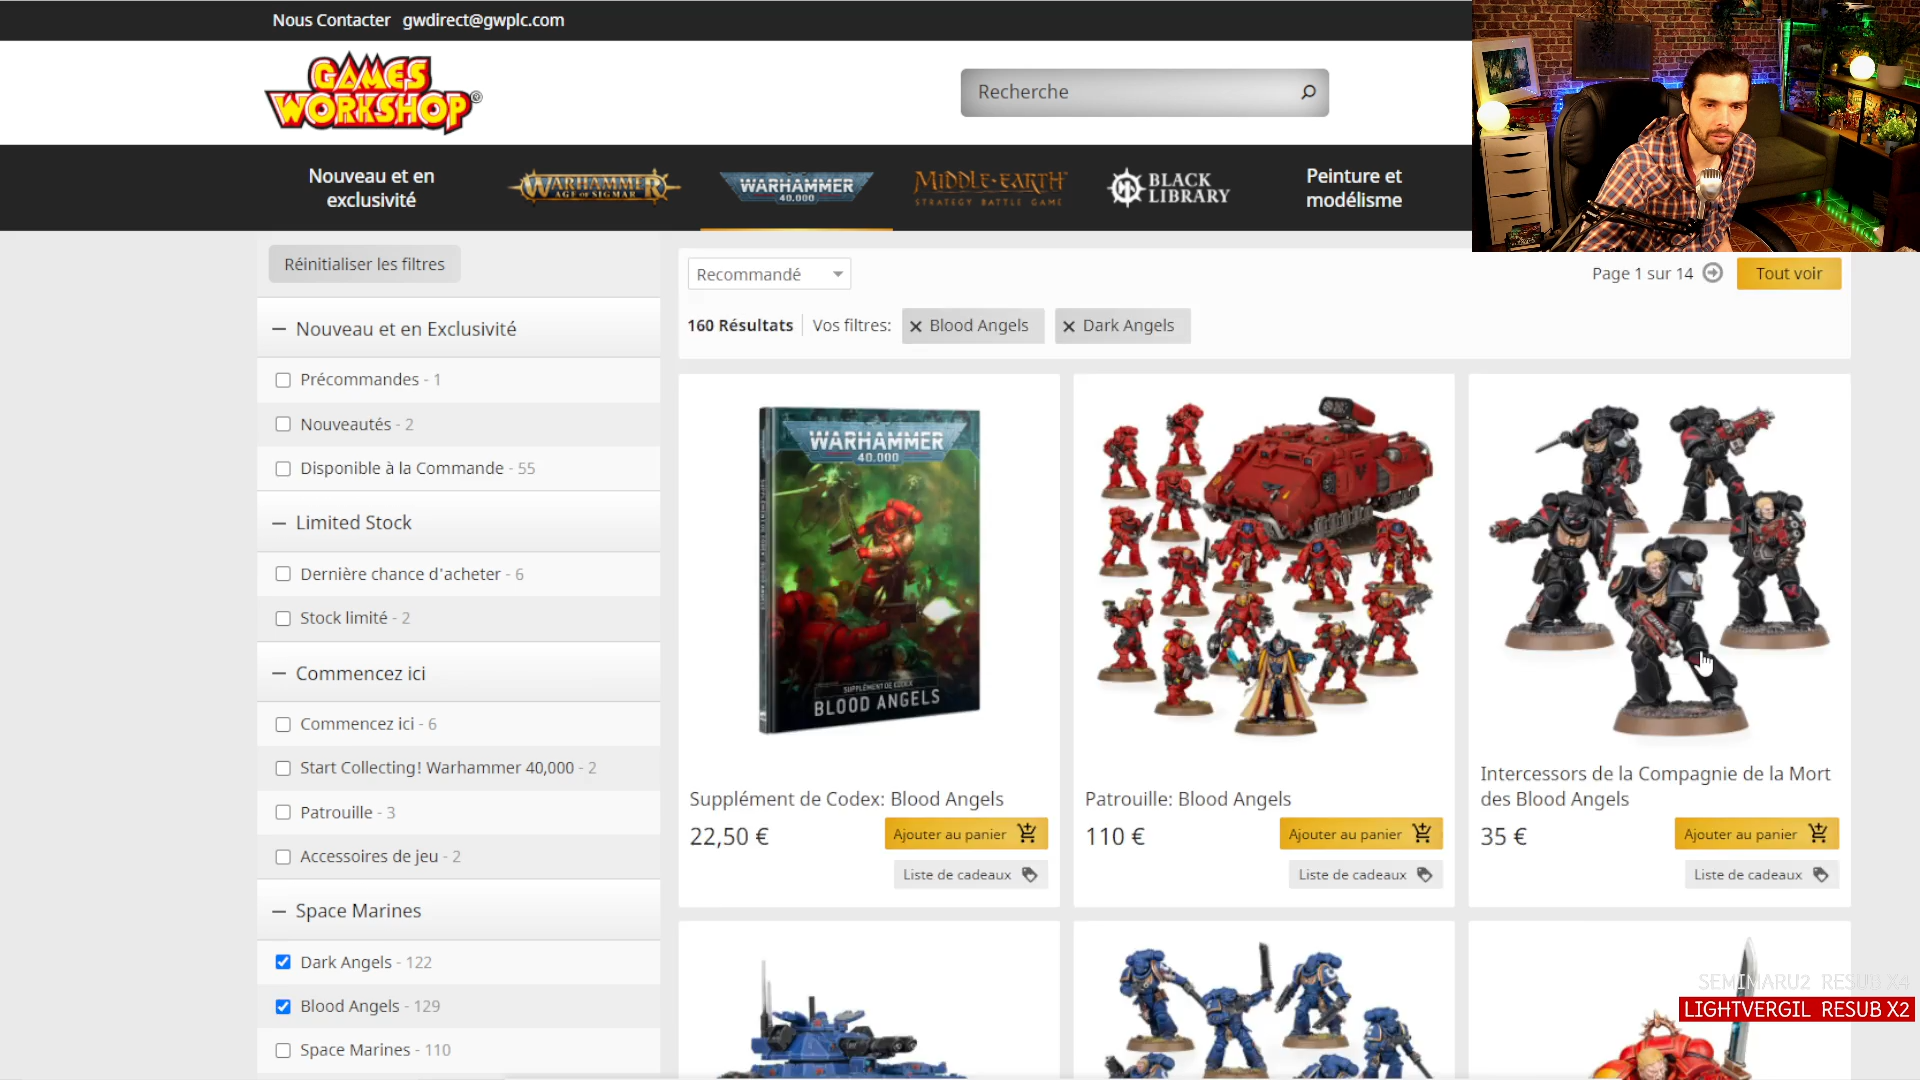 Nous Contacter gwdirect@gwplc.com
GAMES
WORKSHOP®
Recherche
Nouveau et en
exclusivité
WARHAMMER
AGE OF SIGMAR
WARHAMMER
40,000
MIDDLE-EARTH
STRATEGY BATTLE GAME
BLACK
LIBRARY
Peinture et
modélisme
Réinitialiser les filtres
Recommandé
Page 1 sur 14
Tout voir
160 Résultats
Vos filtres:
Blood Angels
Dark Angels
Nouveau et en Exclusivité
Précommandes - 1
Nouveautés - 2
Disponible à la Commande - 55
Limited Stock
Dernière chance d'acheter - 6
Stock limité - 2
Commencez ici
Commencez ici - 6
Start Collecting! Warhammer 40,000 - 2
Patrouille - 3
Accessoires de jeu - 2
Space Marines
Dark Angels - 122
Blood Angels - 129
Space Marines - 110
WARHAMMER
40,000
SUPPLÉMENT DE CODEX
BLOOD ANGELS
Supplément de Codex: Blood Angels
22,50 €
Ajouter au panier
Liste de cadeaux
Patrouille: Blood Angels
110 €
Ajouter au panier
Liste de cadeaux
Intercessors de la Compagnie de la Mort
des Blood Angels
35 €
Ajouter au panier
Liste de cadeaux
SEMINARU2 RESUB X4
LIGHTVERGIL RESUB X2